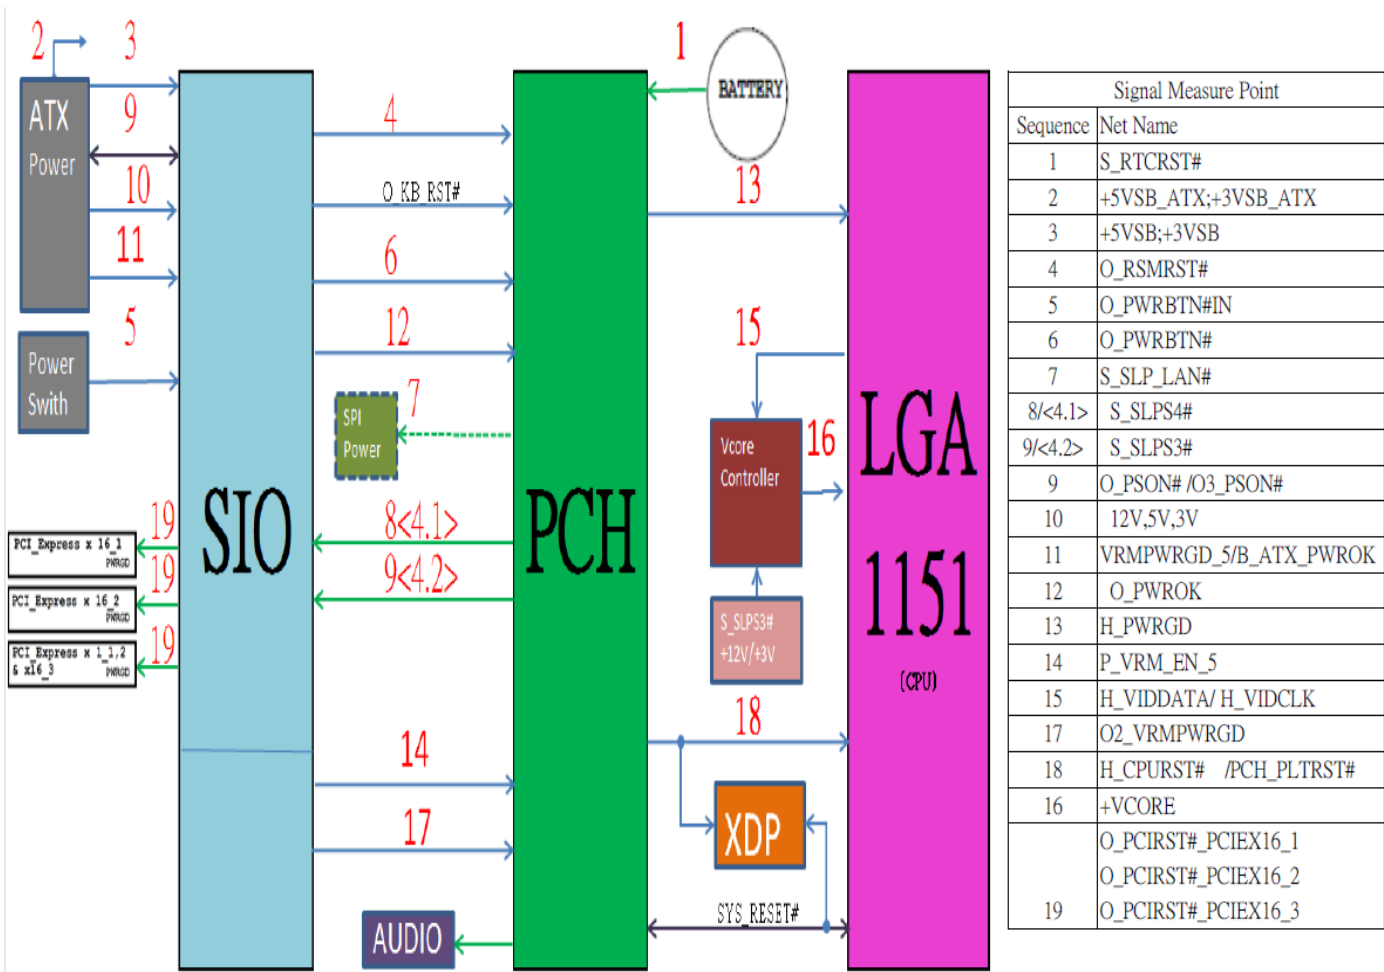 2
3
1
ATX
Power
9
10
11
5
Power
Swith
4
O_KB_RST#
6
12
SPI
Power
7
8<4.1>
9<4.2>
SIO
PCH
BATTERY
13
15
Vcore
Controller
16
S_SLPS3#
+12V/+3V
LGA
1151
(CPU)
19
PCI_Express x 16_1
PWRGD
19
PCI_Express x 16_2
PWRGD
19
PCI_Express x 1_1,2
& x16_3
PWRGD
14
17
18
XDP
SYS_RESET#
AUDIO
Signal Measure Point
Sequence Net Name
1 S_RTCRST#
2 +5VSB_ATX;+3VSB_ATX
3 +5VSB;+3VSB
4 O_RSMRST#
5 O_PWRBTN#IN
6 O_PWRBTN#
7 S_SLP_LAN#
8/<4.1> S_SLPS4#
9/<4.2> S_SLPS3#
9 O_PSON# /O3_PSON#
10 12V,5V,3V
11 VRMPWRGD_5/B_ATX_PWROK
12 O_PWROK
13 H_PWRGD
14 P_VRM_EN_5
15 H_VIDDATA/ H_VIDCLK
17 O2_VRMPWRGD
18 H_CPURST# /PCH_PLTRST#
16 +VCORE
O_PCIRST#_PCIEX16_1
O_PCIRST#_PCIEX16_2
19 O_PCIRST#_PCIEX16_3